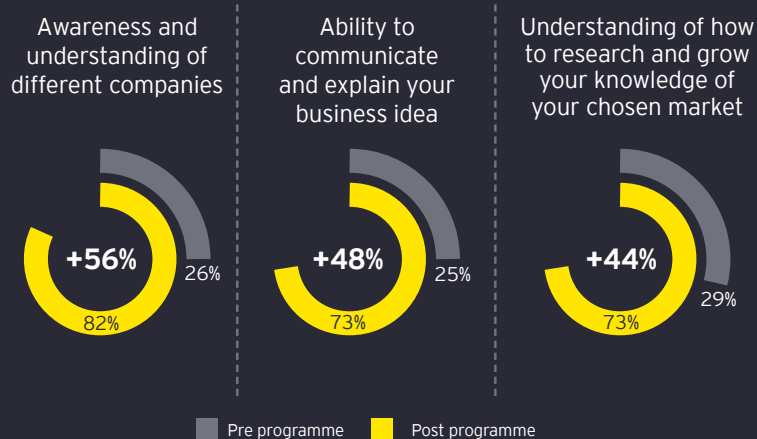 Awareness and
understanding of
different companies
+56%
26%
82%
Ability to
communicate
and explain your
business idea
+48%
25%
73%
Understanding of how
to research and grow
your knowledge of
your chosen market
+44%
29%
73%
Pre programme
Post programme